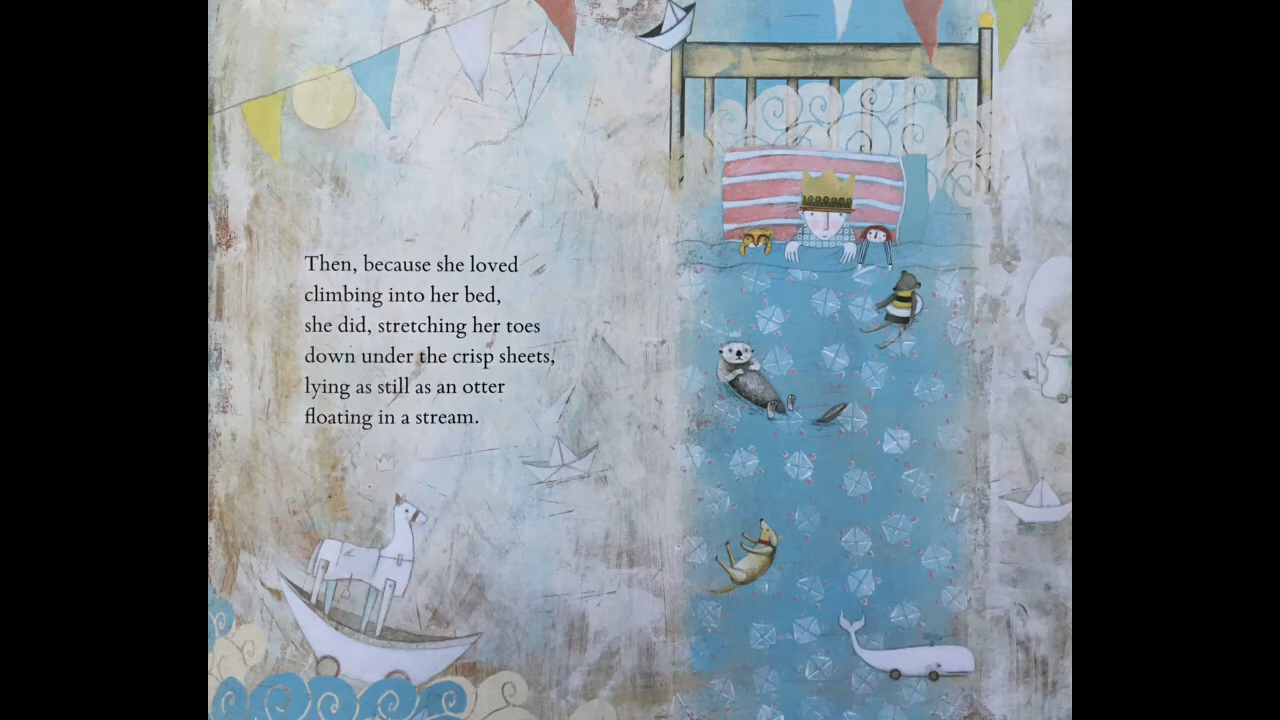 Then, because she loved
climbing into her bed,
she did, stretching her toes
down under the crisp sheets,
lying as still as an otter
floating in a stream.